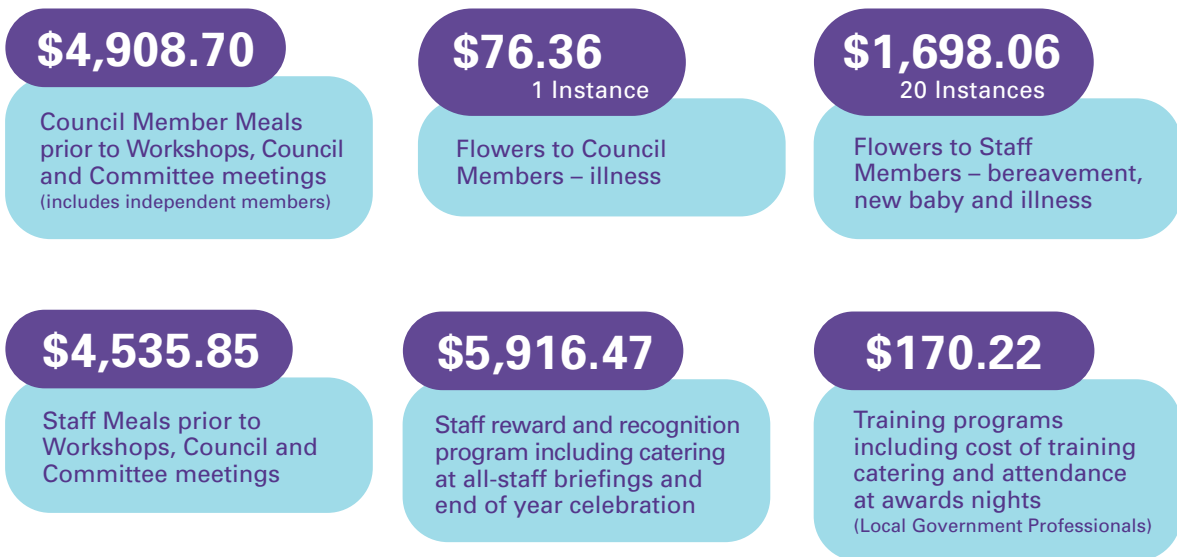 $4,908.70
Council Member Meals
prior to Workshops, Council
and Committee meetings
(includes independent members)
$76.36
1 Instance
Flowers to Council
Members – illness
$1,698.06
20 Instances
Flowers to Staff
Members – bereavement,
new baby and illness
$4,535.85
Staff Meals prior to
Workshops, Council and
Committee meetings
$5,916.47
Staff reward and recognition
program including catering
at all-staff briefings and
end of year celebration
$170.22
Training programs
including cost of training
catering and attendance
at awards nights
(Local Government Professionals)